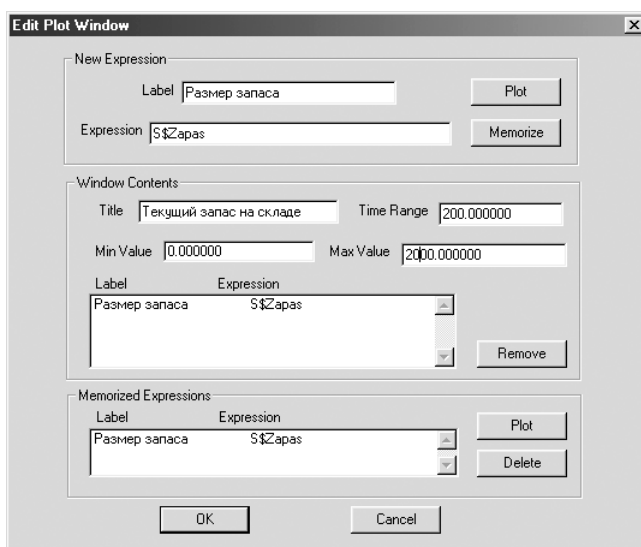 Edit Plot Window
New Expression
Label Размер запаса Plot
Expression S$Zapas Memorize
Window Contents
Title Текущий запас на складе Time Range 200.000000
Min Value 0.000000 Max Value 2000.000000
Label Expression
Размер запаса S$Zapas
Remove
Memorized Expressions
Label Expression Plot
Размер запаса S$Zapas
Delete
OK Cancel